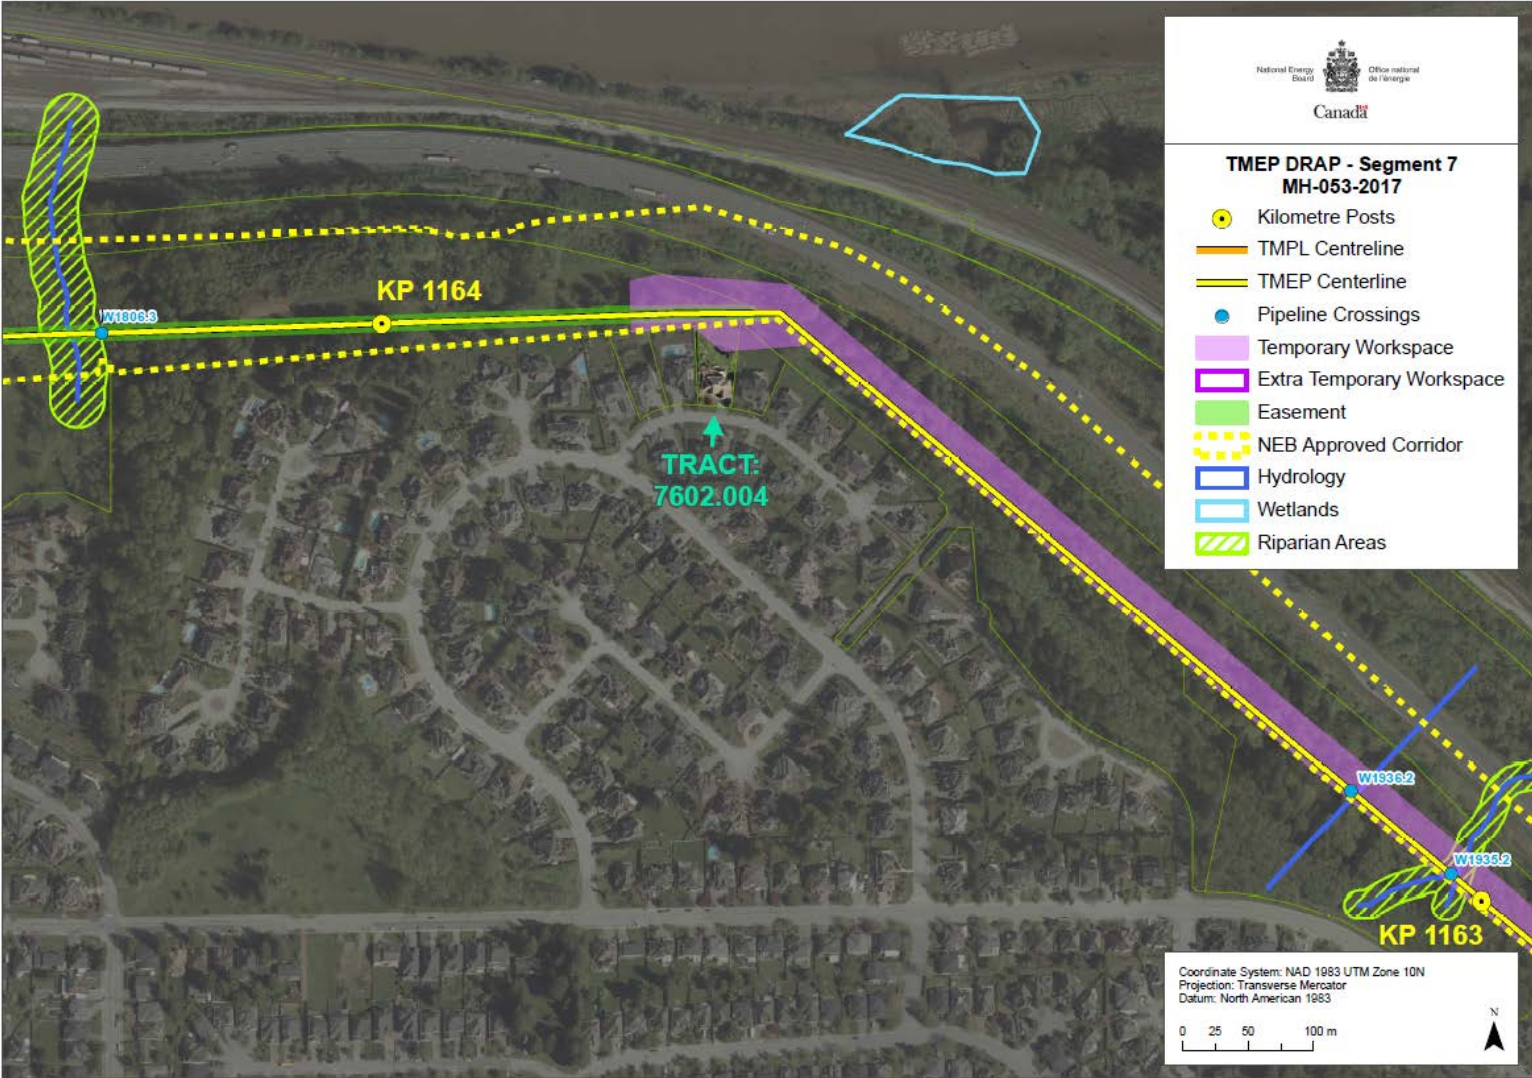 National Energy
Board
Office national
de l'énergie
Canada
TMEP DRAP - Segment 7
MH-053-2017
Kilometre Posts
TMPL Centreline
TMEP Centerline
Pipeline Crossings
Temporary Workspace
Extra Temporary Workspace
Easement
NEB Approved Corridor
Hydrology
Wetlands
Riparian Areas
KP 1164
W1806.3
TRACT:
7602.004
W1936.2
W1935.2
KP 1163
Coordinate System: NAD 1983 UTM Zone 10N
Projection: Transverse Mercator
Datum: North American 1983
N
0 25 50 100 m